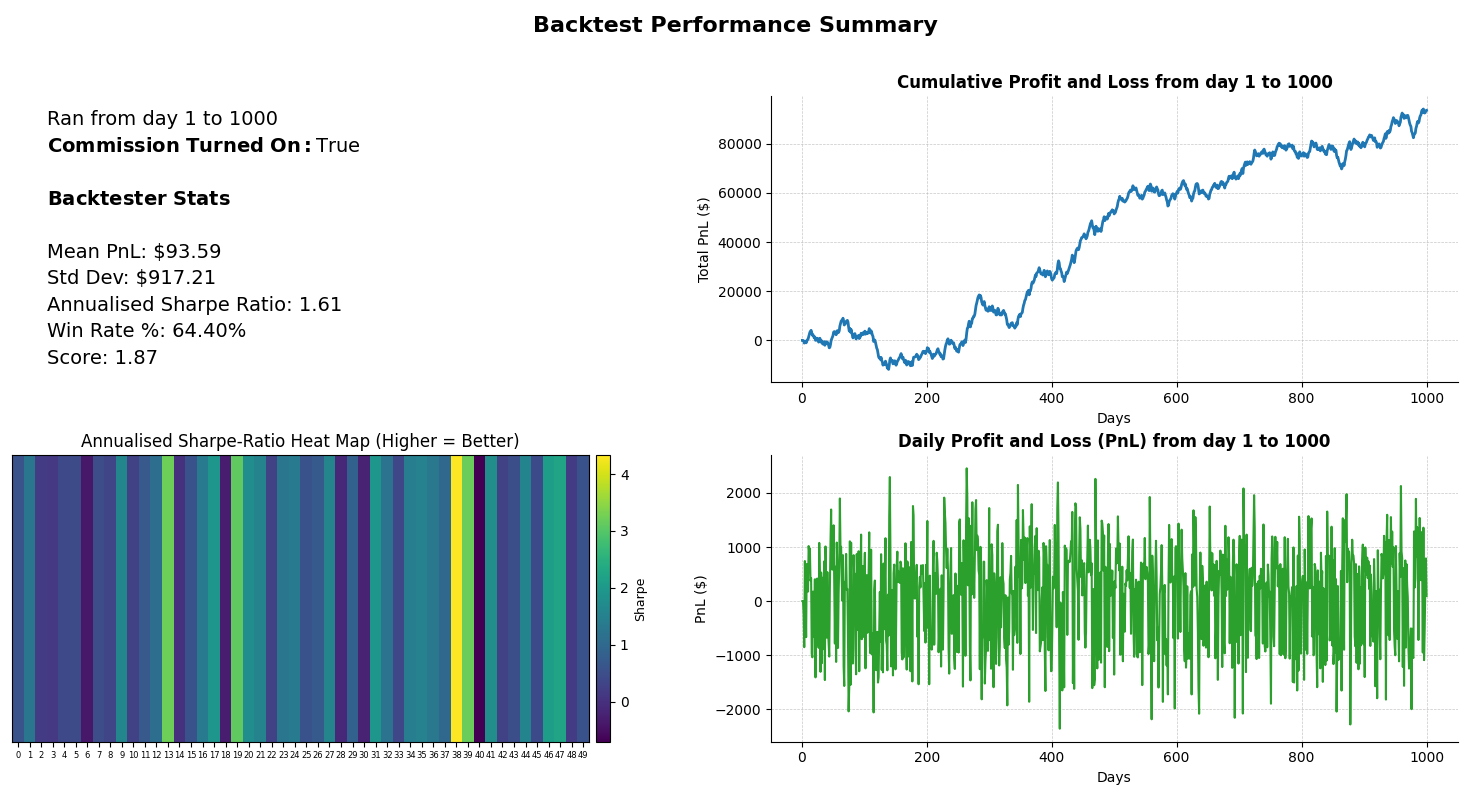 Backtest Performance Summary
Ran from day 1 to 1000
Commission Turned On: True
Backtester Stats
Mean PnL: $93.59
Std Dev: $917.21
Annualised Sharpe Ratio: 1.61
Win Rate %: 64.40%
Score: 1.87
Cumulative Profit and Loss from day 1 to 1000
Total PnL ($)
80000
60000
40000
20000
0
0 200 400 600 800 1000
Days
Annualised Sharpe-Ratio Heat Map (Higher = Better)
0 1 2 3 4 5 6 7 8 9 10 11 12 13 14 15 16 17 18 19 20 21 22 23 24 25 26 27 28 29 30 31 32 33 34 35 36 37 38 39 40 41 42 43 44 45 46 47 48 49
4
3
2
1
0
Sharpe
Daily Profit and Loss (PnL) from day 1 to 1000
PnL ($)
2000
1000
0
−1000
−2000
0 200 400 600 800 1000
Days